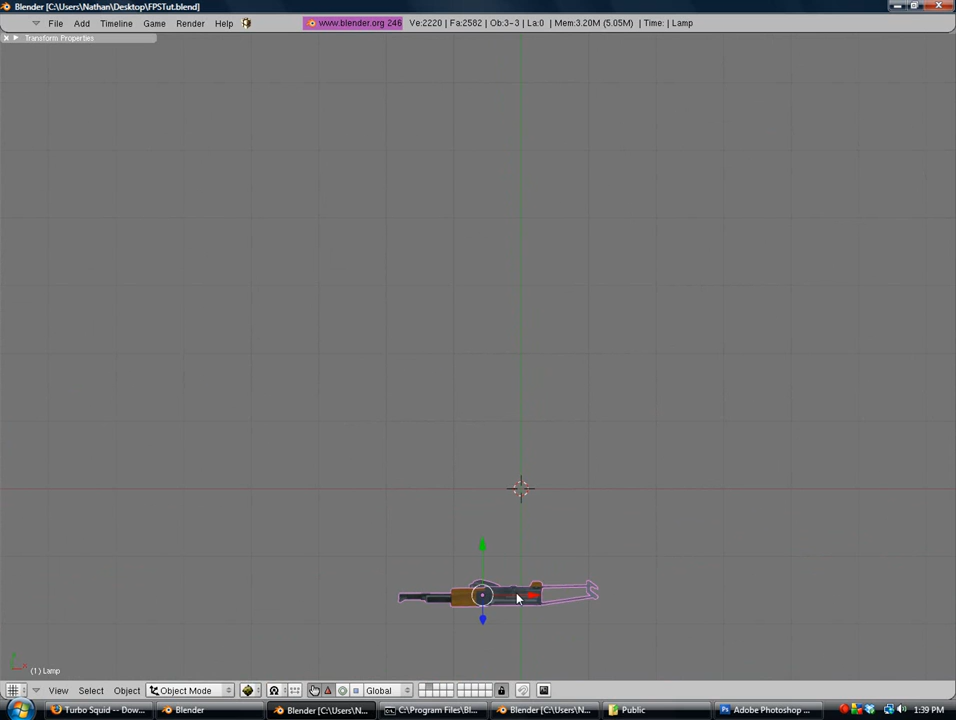 Blender [C:\Users\Nathan\Desktop\FPSTut.blend]
File Add Timeline Game Render Help www.blender.org 246 Ve:2220 | Fa:2582 | Ob:3-3 | La:0 | Mem:3.20M (5.05M) | Time: | Lamp
Transform Properties
(1) Lamp
View Select Object Object Mode Global
Turbo Squid -- Dow... Blender Blender [C:\Users\N... C:\Program Files\Bl... Blender [C:\Users\N... Public Adobe Photoshop ... 1:39 PM